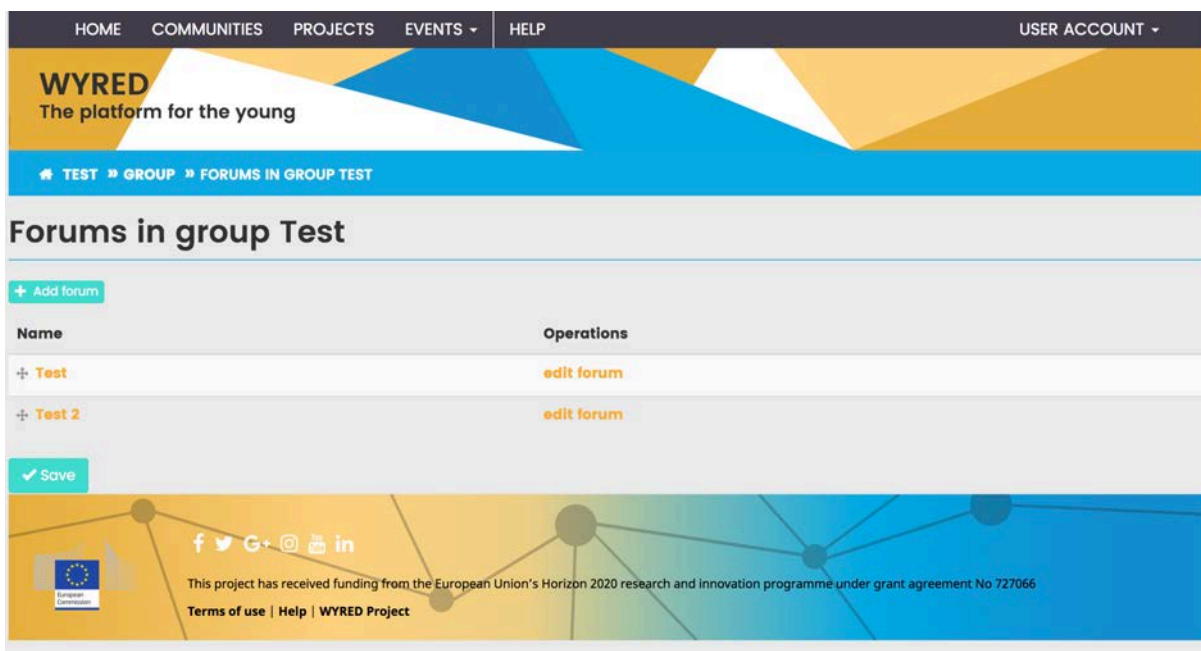 HOME COMMUNITIES PROJECTS EVENTS HELP USER ACCOUNT
WYRED
The platform for the young
TEST » GROUP » FORUMS IN GROUP TEST
Forums in group Test
+ Add forum
Name Operations
Test edit forum
Test 2 edit forum
Save
European
Commission
This project has received funding from the European Union's Horizon 2020 research and innovation programme under grant agreement No 727066
Terms of use | Help | WYRED Project